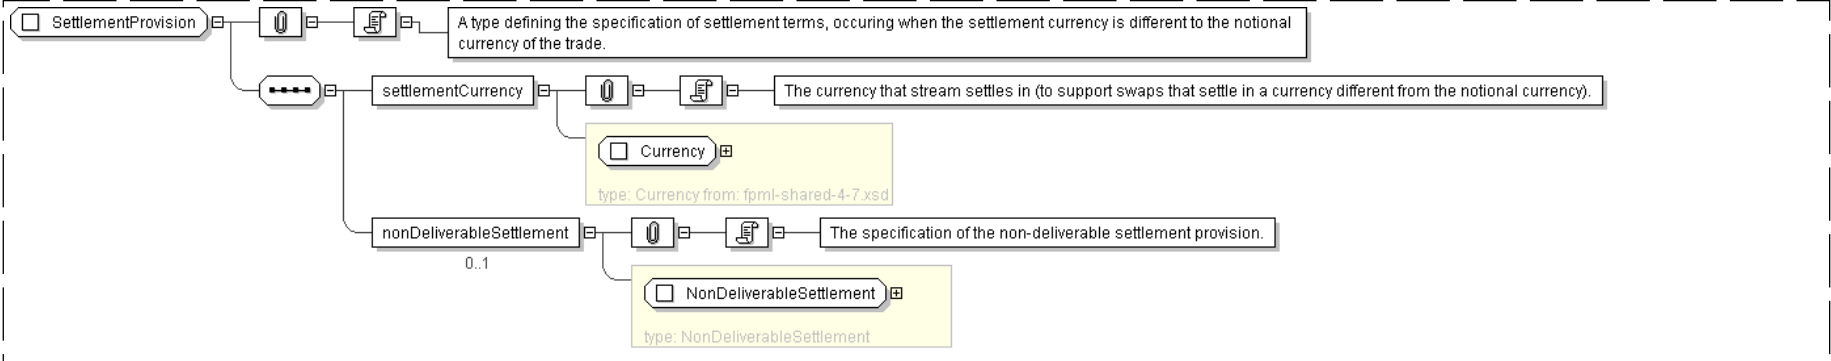 SettlementProvision
A type defining the specification of settlement terms, occuring when the settlement currency is different to the notional
currency of the trade.
settlementCurrency
The currency that stream settles in (to support swaps that settle in a currency different from the notional currency).
Currency
type: Currency from: fpml-shared-4-7.xsd
nonDeliverableSettlement
The specification of the non-deliverable settlement provision.
0..1
NonDeliverableSettlement
type: NonDeliverableSettlement